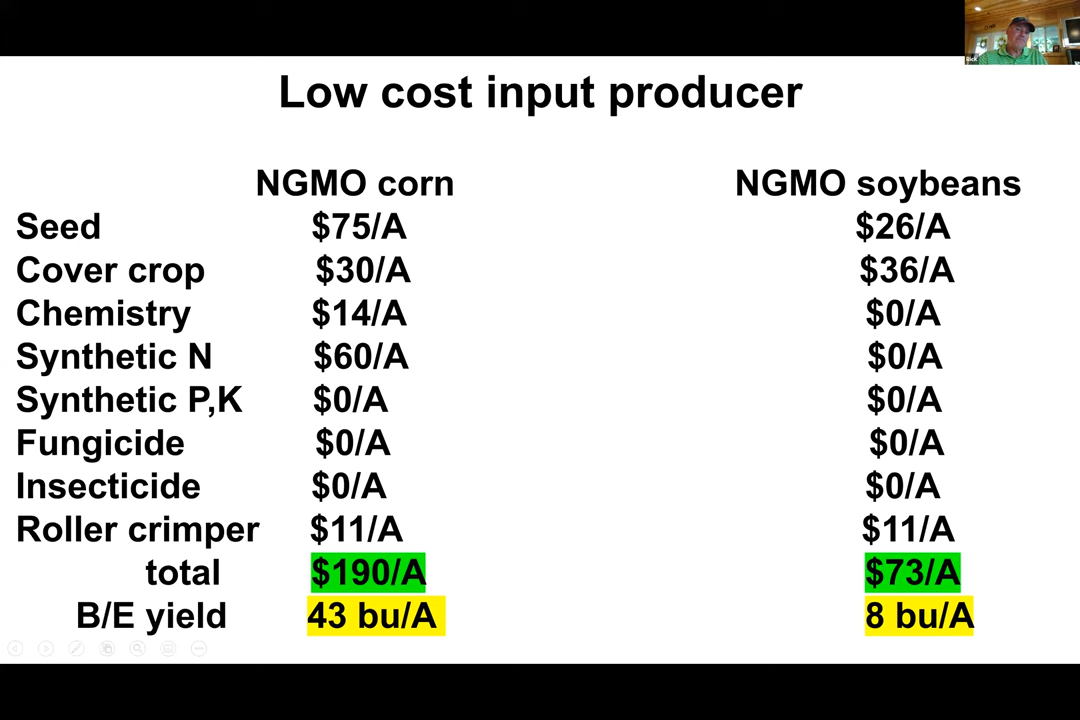 Rick
Low cost input producer
NGMO corn NGMO soybeans
Seed $75/A $26/A
Cover crop $30/A $36/A
Chemistry $14/A $0/A
Synthetic N $60/A $0/A
Synthetic P,K $0/A $0/A
Fungicide $0/A $0/A
Insecticide $0/A $0/A
Roller crimper $11/A $11/A
total $190/A $73/A
B/E yield 43 bu/A 8 bu/A